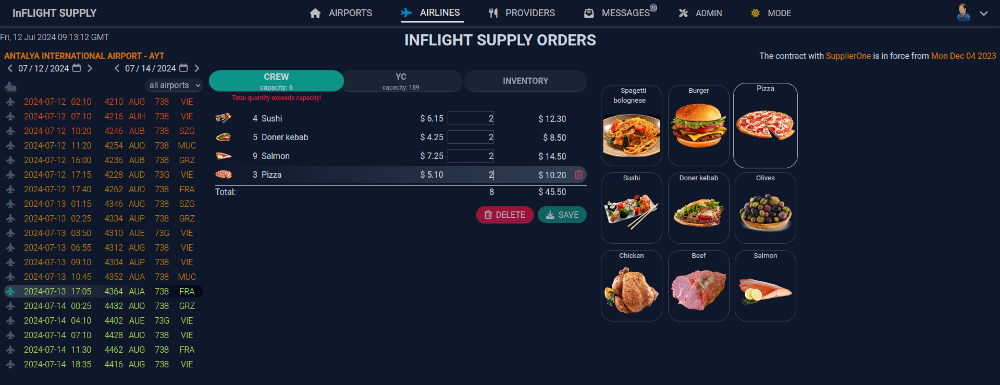 InFLIGHT SUPPLY AIRPORTS AIRLINES PROVIDERS MESSAGES 20 ADMIN MODE
Fri, 12 Jul 2024 09:13:12 GMT
INFLIGHT SUPPLY ORDERS
ANTALYA INTERNATIONAL AIRPORT - AYT
The contract with SupplierOne is in force from Mon Dec 04 2023
07 / 12 / 2024 07 / 14 / 2024
all airports
2024-07-12 02:10 4210 AUG 738 VIE
2024-07-12 07:10 4216 AUH 738 VIE
2024-07-12 10:20 4246 AUB 738 SZG
2024-07-12 11:20 4254 AUO 738 MUC
2024-07-12 16:00 4236 AUB 738 GRZ
2024-07-12 17:15 4228 AUD 73G VIE
2024-07-12 17:40 4262 AUO 738 FRA
2024-07-13 01:15 4346 AUG 738 SZG
2024-07-13 02:25 4334 AUP 738 GRZ
2024-07-13 03:50 4310 AUE 73G VIE
2024-07-13 06:55 4312 AUG 738 VIE
2024-07-13 09:10 4304 AUP 738 VIE
2024-07-13 10:45 4352 AUA 738 MUC
2024-07-13 17:05 4364 AUA 738 FRA
2024-07-14 00:25 4432 AUO 738 GRZ
2024-07-14 04:10 4402 AUE 73G VIE
2024-07-14 07:10 4428 AUO 738 VIE
2024-07-14 11:30 4462 AUG 738 FRA
2024-07-14 18:35 4416 AUG 738 VIE
CREW
capacity: 6
YC
capacity: 189
INVENTORY
Total quantity exceeds capacity!
4 Sushi $ 6.15 2 $ 12.30
5 Doner kebab $ 4.25 2 $ 8.50
9 Salmon $ 7.25 2 $ 14.50
3 Pizza $ 5.10 2 $ 10.20
Total: 8 $ 45.50
DELETE SAVE
Spagetti
bolognese
Burger
Pizza
Sushi
Doner kebab
Olives
Chicken
Beef
Salmon